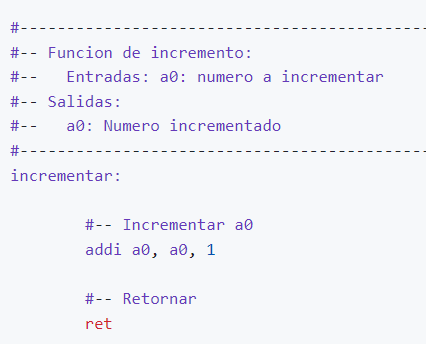 #--------------------------------------------
#-- Funcion de incremento:
#--   Entradas: a0: numero a incrementar
#-- Salidas:
#--   a0: Numero incrementado
#--------------------------------------------
incrementar:
#-- Incrementar a0
addi a0, a0, 1
#-- Retornar
ret